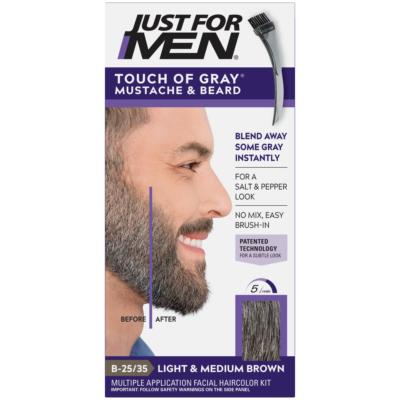 JUST FOR
MEN
TOUCH OF GRAY®
MUSTACHE & BEARD
BLEND AWAY
SOME GRAY
INSTANTLY
FOR A
SALT & PEPPER
LOOK
NO MIX, EASY
BRUSH-IN
PATENTED
TECHNOLOGY
FOR A SUBTLE LOOK
5
BEFORE
AFTER
B-25/35
LIGHT & MEDIUM BROWN
MULTIPLE APPLICATION FACIAL HAIRCOLOR KIT
IMPORTANT: FOLLOW SAFETY WARNINGS ON THE SIDE PANEL